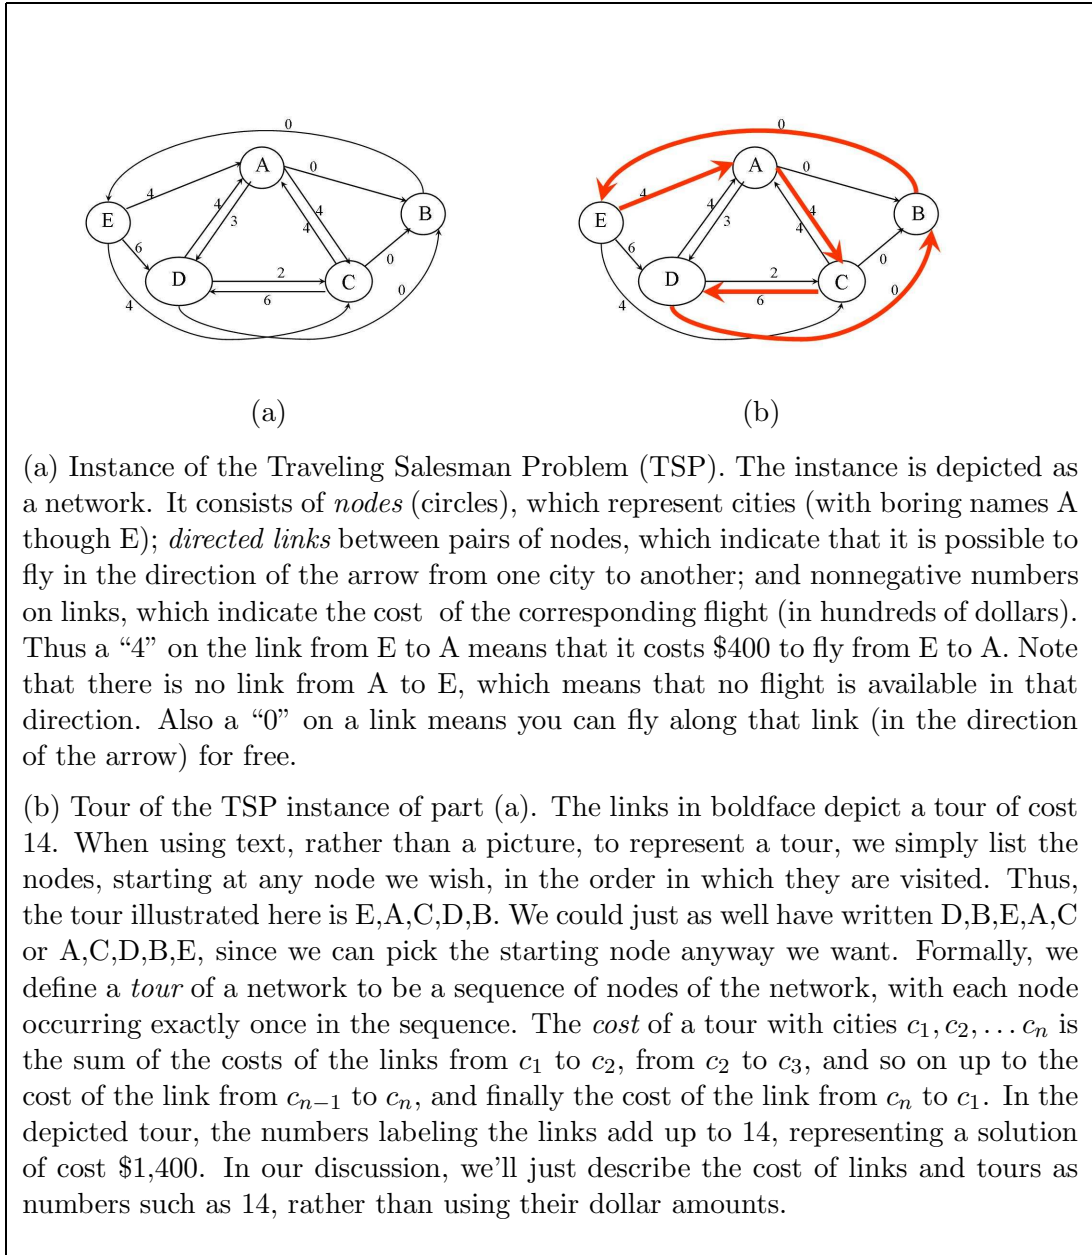 0
A
0
4
E
B
4
4
3
4
6
D
2
C
0
6
0
4
(a)
0
A
0
4
E
B
4
4
3
4
6
D
2
C
0
6
0
4
(b)
(a) Instance of the Traveling Salesman Problem (TSP). The instance is depicted as
a network. It consists of nodes (circles), which represent cities (with boring names A
though E); directed links between pairs of nodes, which indicate that it is possible to
fly in the direction of the arrow from one city to another; and nonnegative numbers
on links, which indicate the cost of the corresponding flight (in hundreds of dollars).
Thus a “4” on the link from E to A means that it costs $400 to fly from E to A. Note
that there is no link from A to E, which means that no flight is available in that
direction. Also a “0” on a link means you can fly along that link (in the direction
of the arrow) for free.
(b) Tour of the TSP instance of part (a). The links in boldface depict a tour of cost
14. When using text, rather than a picture, to represent a tour, we simply list the
nodes, starting at any node we wish, in the order in which they are visited. Thus,
the tour illustrated here is E,A,C,D,B. We could just as well have written D,B,E,A,C
or A,C,D,B,E, since we can pick the starting node anyway we want. Formally, we
define a tour of a network to be a sequence of nodes of the network, with each node
occurring exactly once in the sequence. The cost of a tour with cities c₁, c₂, … cₙ is
the sum of the costs of the links from c₁ to c₂, from c₂ to c₃, and so on up to the
cost of the link from cₙ₋₁ to cₙ, and finally the cost of the link from cₙ to c₁. In the
depicted tour, the numbers labeling the links add up to 14, representing a solution
of cost $1,400. In our discussion, we’ll just describe the cost of links and tours as
numbers such as 14, rather than using their dollar amounts.